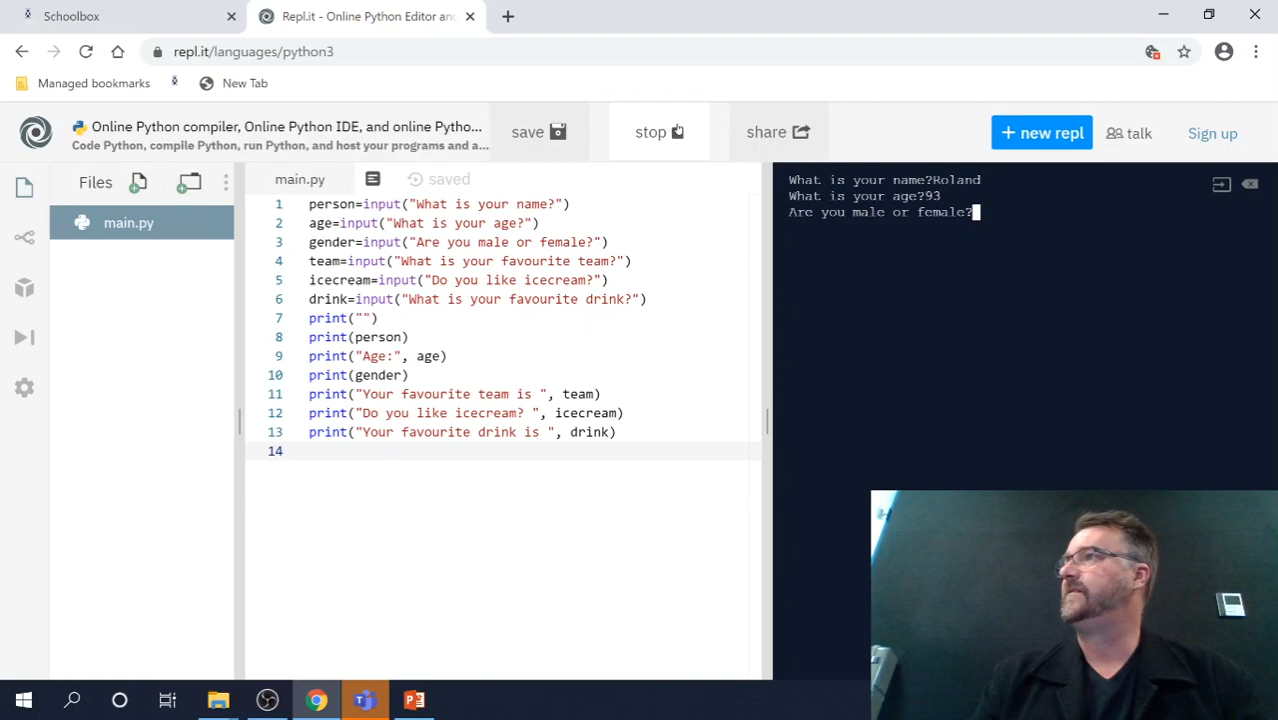 Schoolbox
Repl.it - Online Python Editor an
repl.it/languages/python3
Managed bookmarks
New Tab
Online Python compiler, Online Python IDE, and online Pytho...
Code Python, compile Python, run Python, and host your programs and a...
save
stop
share
+ new repl
talk
Sign up
Files
main.py
main.py
saved
1 person=input("What is your name?")
2 age=input("What is your age?")
3 gender=input("Are you male or female?")
4 team=input("What is your favourite team?")
5 icecream=input("Do you like icecream?")
6 drink=input("What is your favourite drink?")
7 print("")
8 print(person)
9 print("Age:", age)
10 print(gender)
11 print("Your favourite team is ", team)
12 print("Do you like icecream? ", icecream)
13 print("Your favourite drink is ", drink)
14
What is your name?Roland
What is your age?93
Are you male or female?